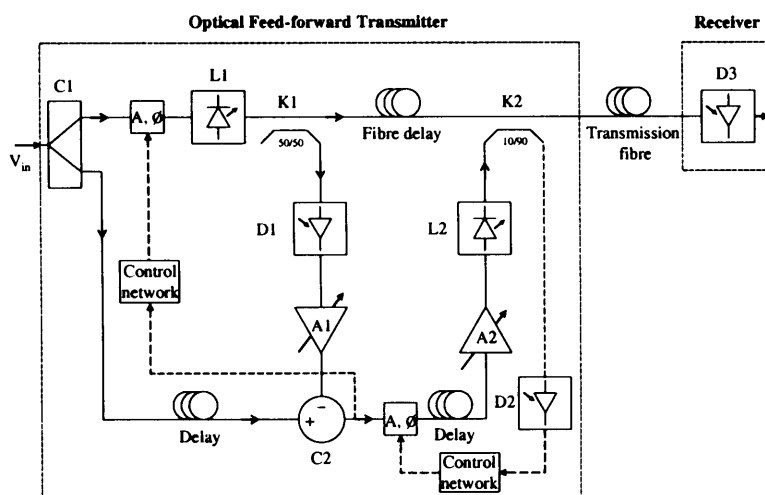 Optical Feed-forward Transmitter
Receiver
C1
L1
K1
K2
D3
A, Ø
Vin
50/50
Fibre delay
10/90
Transmission
fibre
D1
L2
Control
network
A1
A2
D2
A, Ø
+
-
Delay
C2
Delay
Control
network